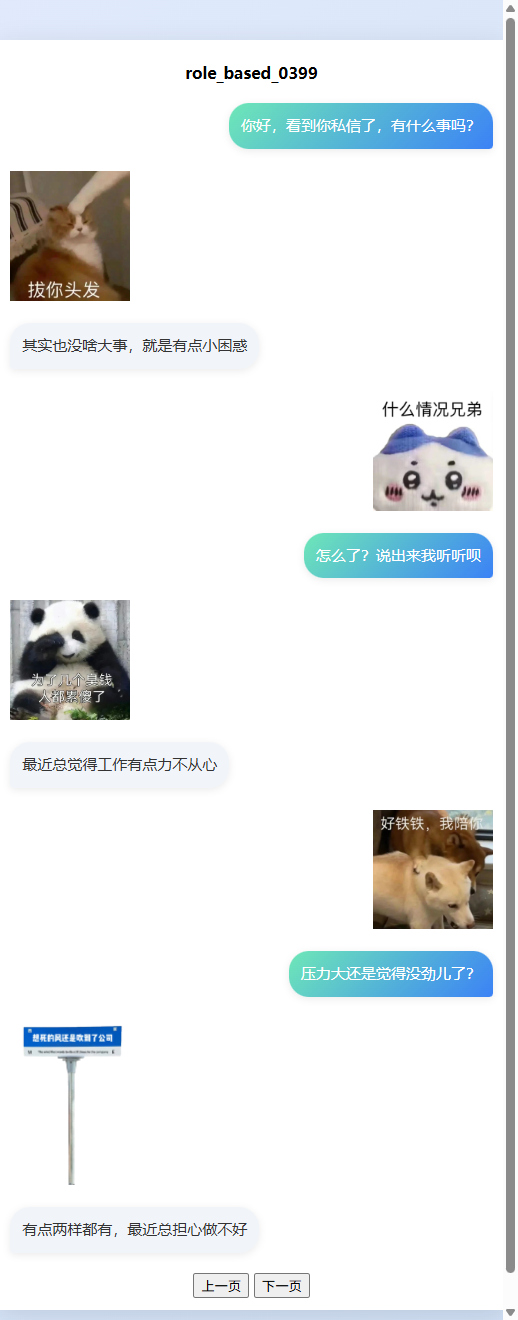 role_based_0399
你好，看到你私信了，有什么事吗？
拔你头发
其实也没啥大事，就是有点小困惑
什么情况兄弟
怎么了？说出来我听听呗
为了几个臭钱
人都累傻了
最近总觉得工作有点力不从心
好铁铁，我陪你
压力大还是觉得没劲儿了？
想死的风还是吹到了公司
有点两样都有，最近总担心做不好
上一页 下一页